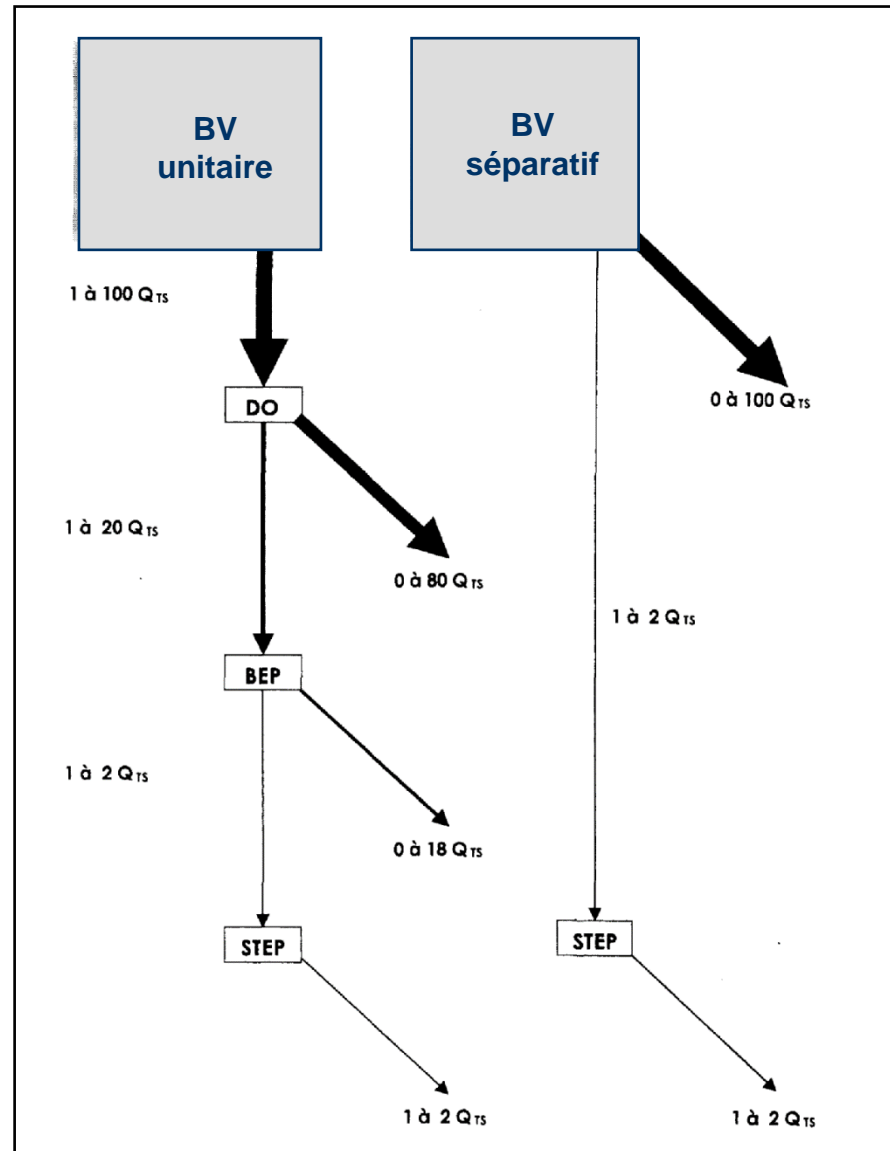 BV
unitaire
BV
séparatif
1 à 100 QTS
DO
0 à 100 QTS
1 à 20 QTS
0 à 80 QTS
1 à 2 QTS
BEP
1 à 2 QTS
0 à 18 QTS
STEP
STEP
1 à 2 QTS
1 à 2 QTS